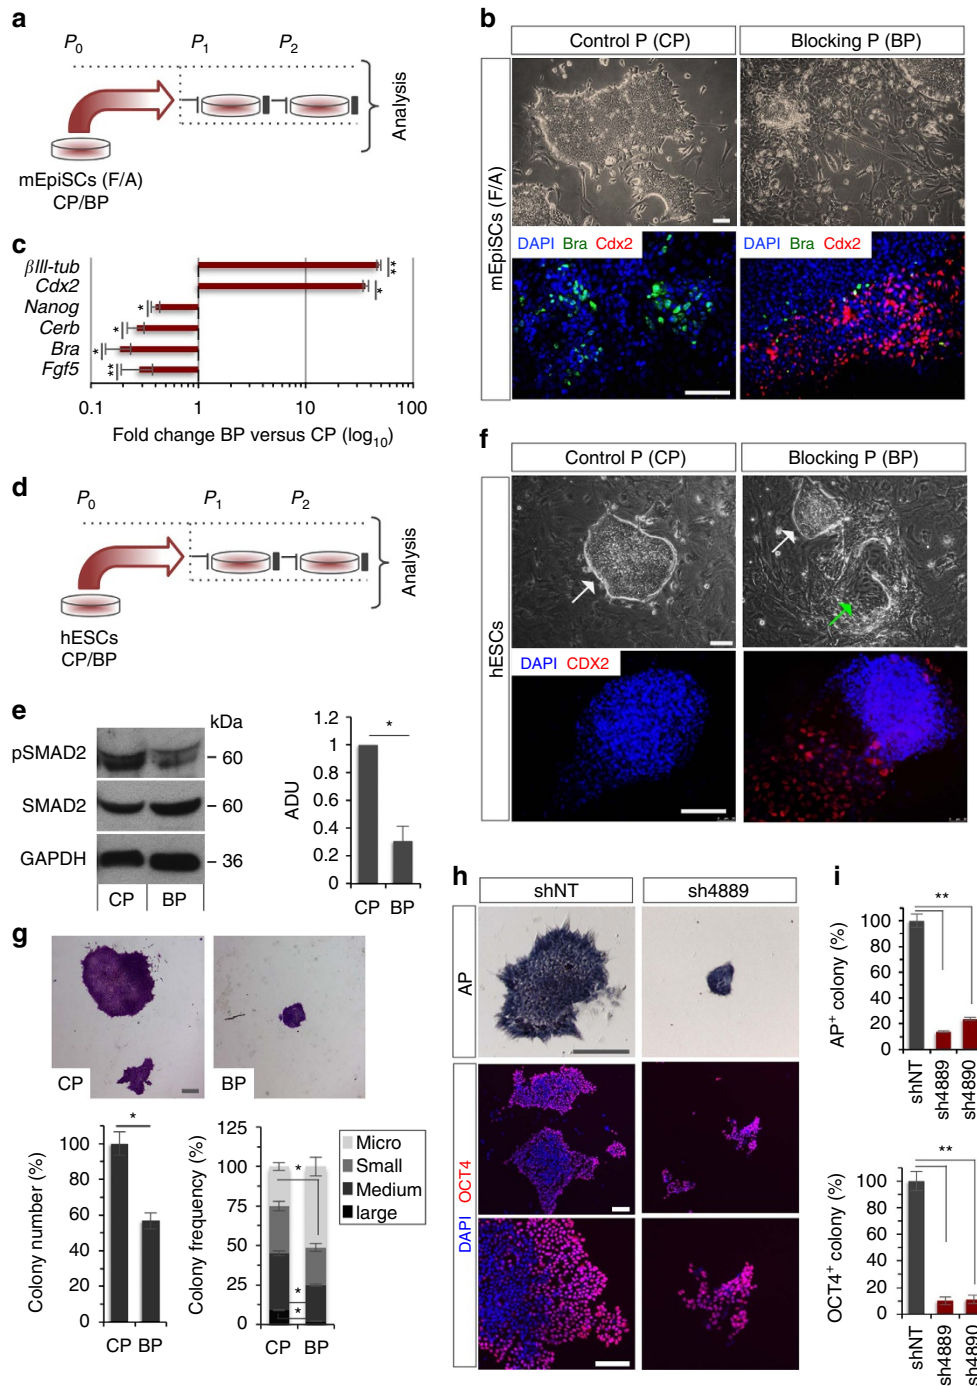 a
P0 P1 P2
Analysis
mEpiSCs (F/A)
CP/BP
b
Control P (CP)
Blocking P (BP)
mEpiSCs (F/A)
DAPI Bra Cdx2
DAPI Bra Cdx2
c
βIII-tub
Cdx2
Nanog
Cerb
Bra
Fgf5
**
*
*
*
*
**
0.1 1 10 100
Fold change BP versus CP (log10)
d
P0 P1 P2
Analysis
hESCs
CP/BP
e
kDa
pSMAD2
– 60
SMAD2
– 60
GAPDH
– 36
CP BP
1.2
1
0.8
0.6
0.4
0.2
0
ADU
*
CP BP
f
Control P (CP)
Blocking P (BP)
hESCs
DAPI CDX2
g
CP
BP
Colony number (%)
100
80
60
40
20
0
*
CP BP
Colony frequency (%)
125
100
75
50
25
0
*
*
*
CP BP
Micro
Small
Medium
large
h
shNT
sh4889
AP
DAPI OCT4
i
AP+ colony (%)
100
80
60
40
20
0
**
shNT
sh4889
sh4890
OCT4+ colony (%)
100
80
60
40
20
0
**
shNT
sh4889
sh4890